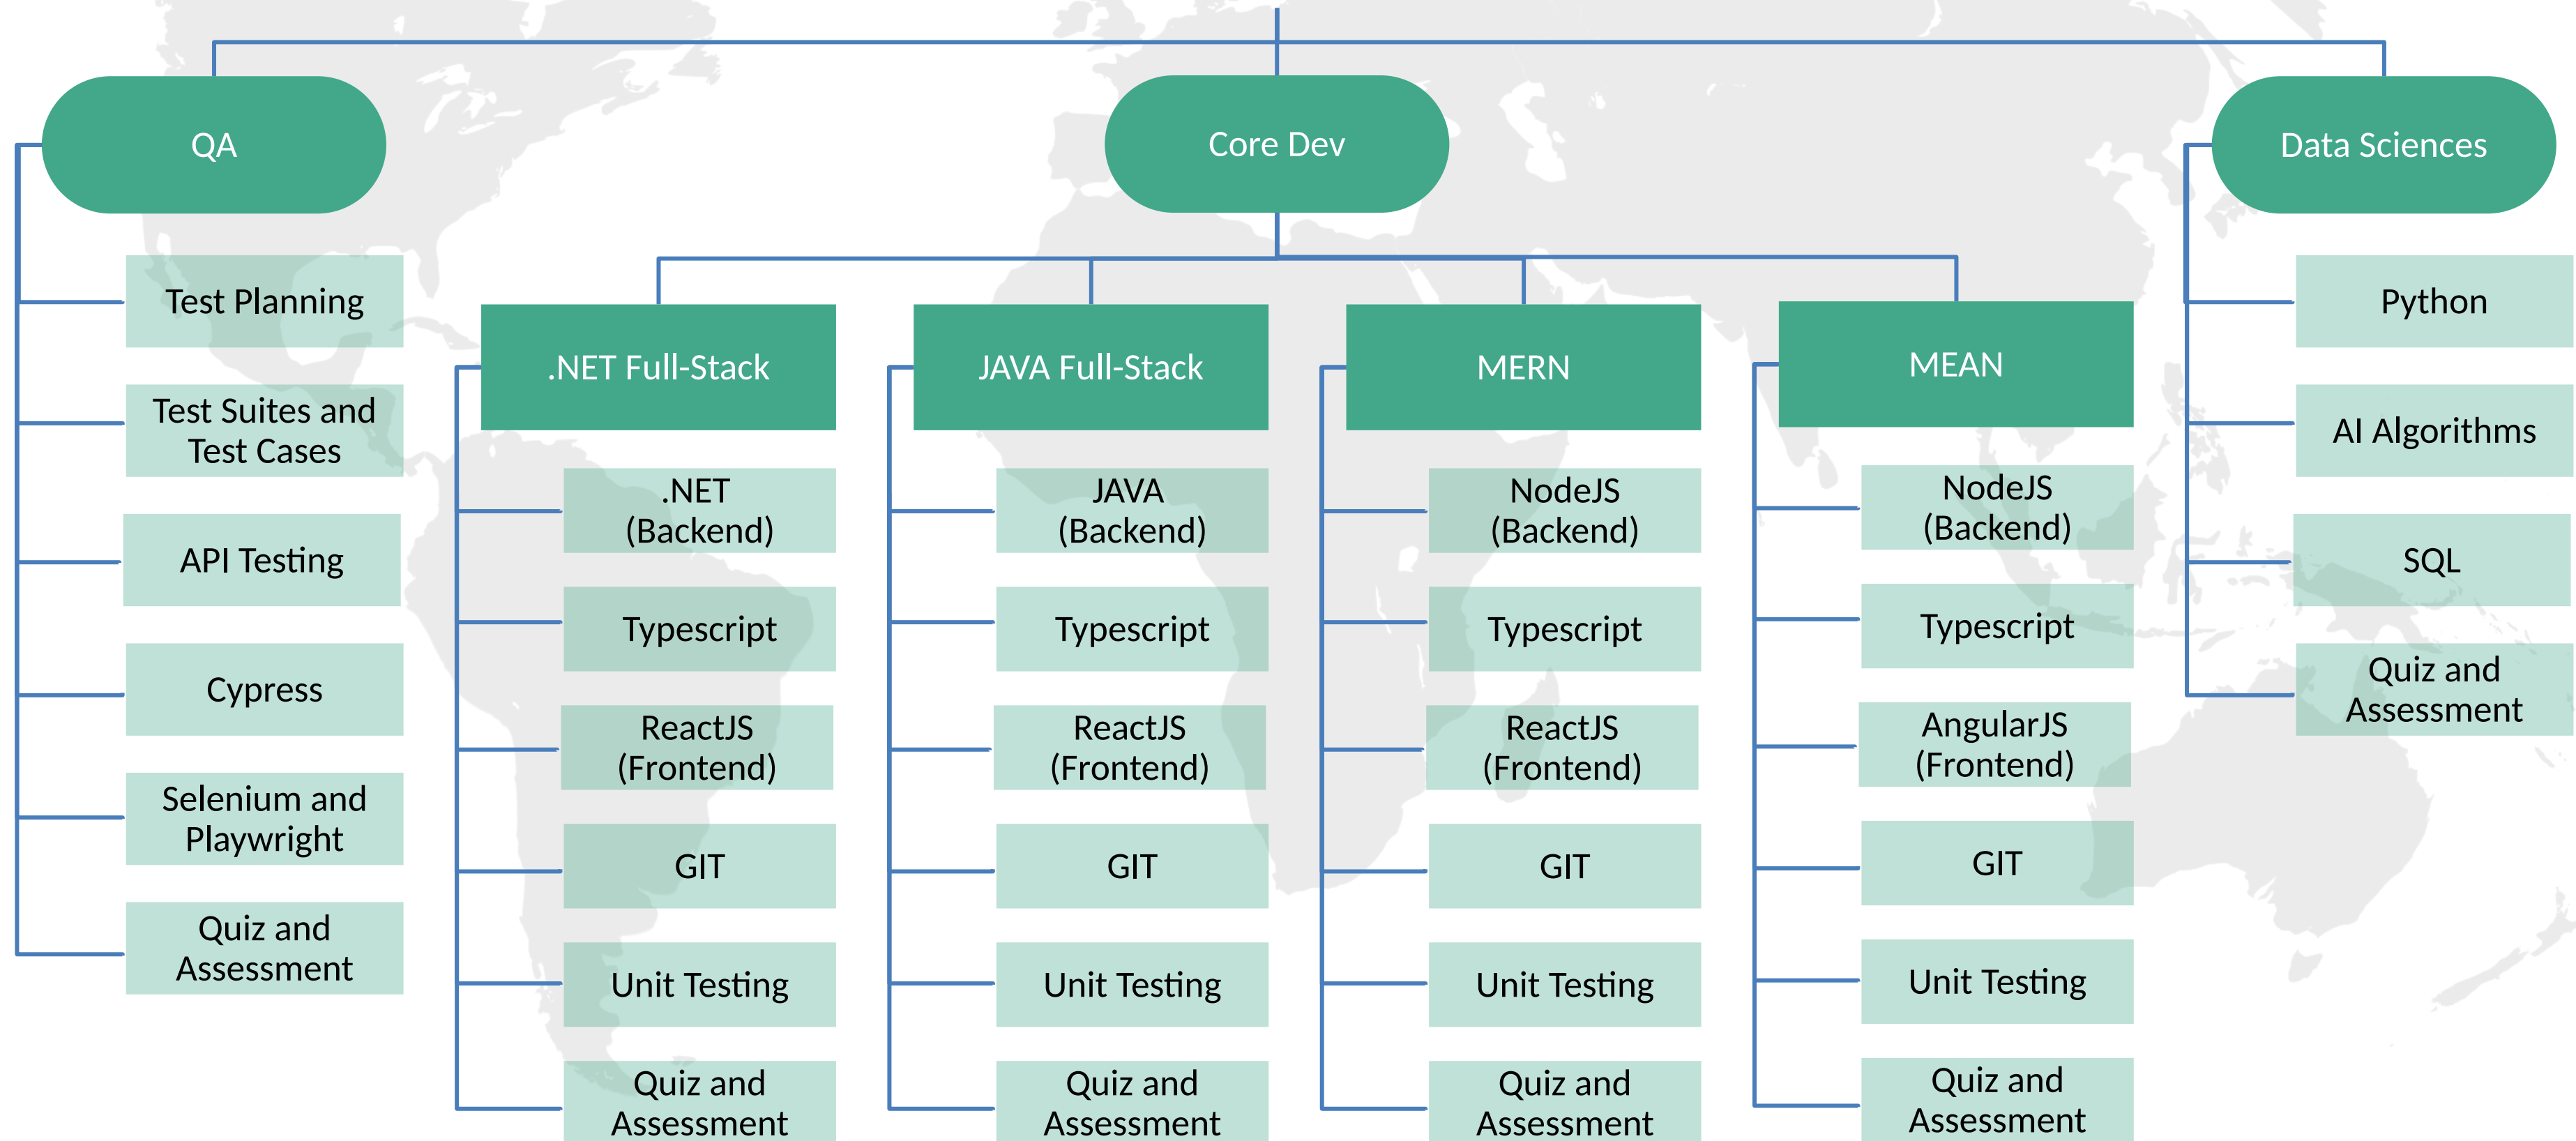 QA
Core Dev
Data Sciences
Test Planning
Test Suites and
Test Cases
API Testing
Cypress
Selenium and
Playwright
Quiz and
Assessment
.NET Full-Stack
.NET
(Backend)
Typescript
ReactJS
(Frontend)
GIT
Unit Testing
Quiz and
Assessment
JAVA Full-Stack
JAVA
(Backend)
Typescript
ReactJS
(Frontend)
GIT
Unit Testing
Quiz and
Assessment
MERN
NodeJS
(Backend)
Typescript
ReactJS
(Frontend)
GIT
Unit Testing
Quiz and
Assessment
MEAN
NodeJS
(Backend)
Typescript
AngularJS
(Frontend)
GIT
Unit Testing
Quiz and
Assessment
Python
AI Algorithms
SQL
Quiz and
Assessment